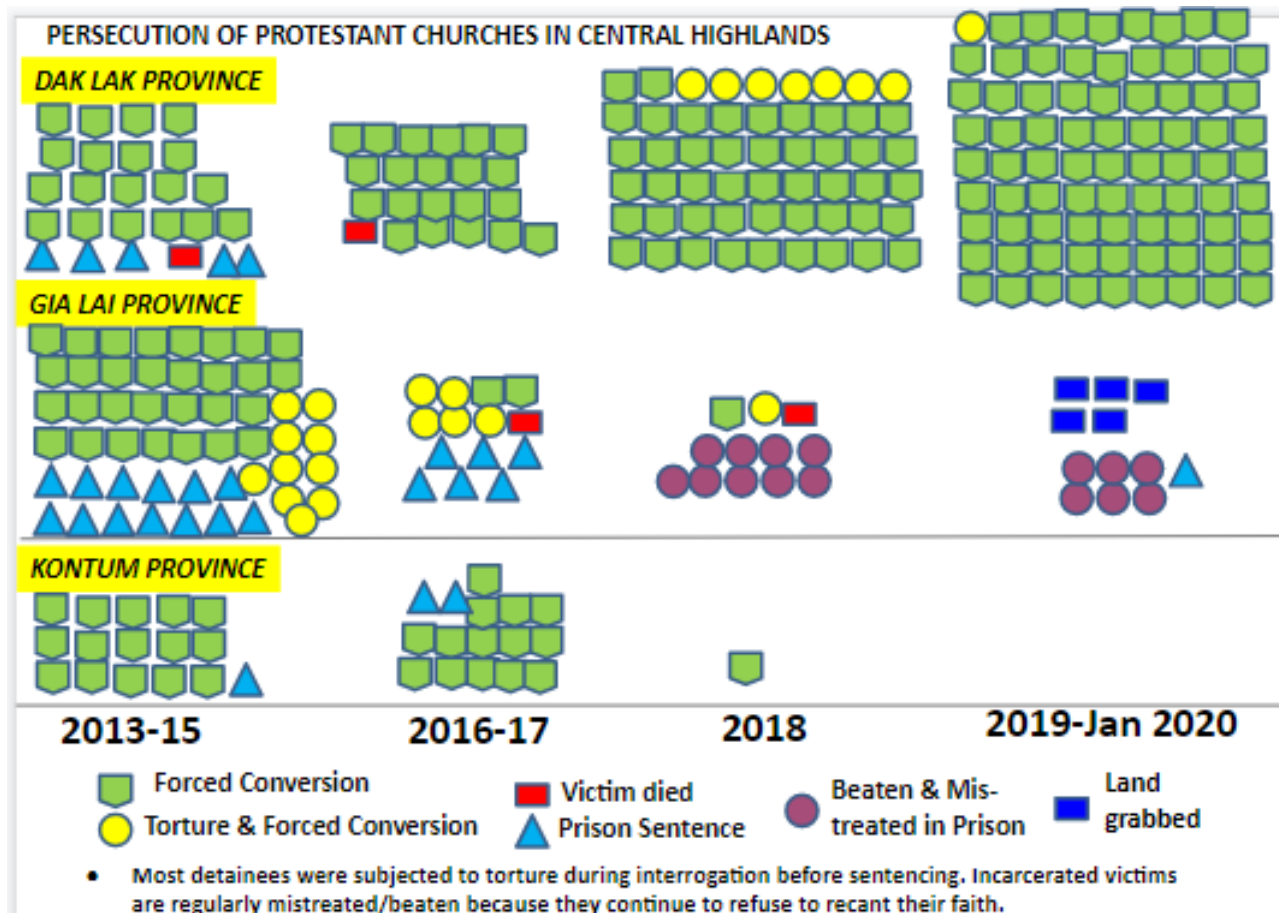 PERSECUTION OF PROTESTANT CHURCHES IN CENTRAL HIGHLANDS
DAK LAK PROVINCE
GIA LAI PROVINCE
KONTUM PROVINCE
2013-15
2016-17
2018
2019-Jan 2020
Forced Conversion
Torture & Forced Conversion
Victim died
Prison Sentence
Beaten & Mis-
treated in Prison
Land
grabbed
• Most detainees were subjected to torture during interrogation before sentencing. Incarcerated victims
are regularly mistreated/beaten because they continue to refuse to recant their faith.